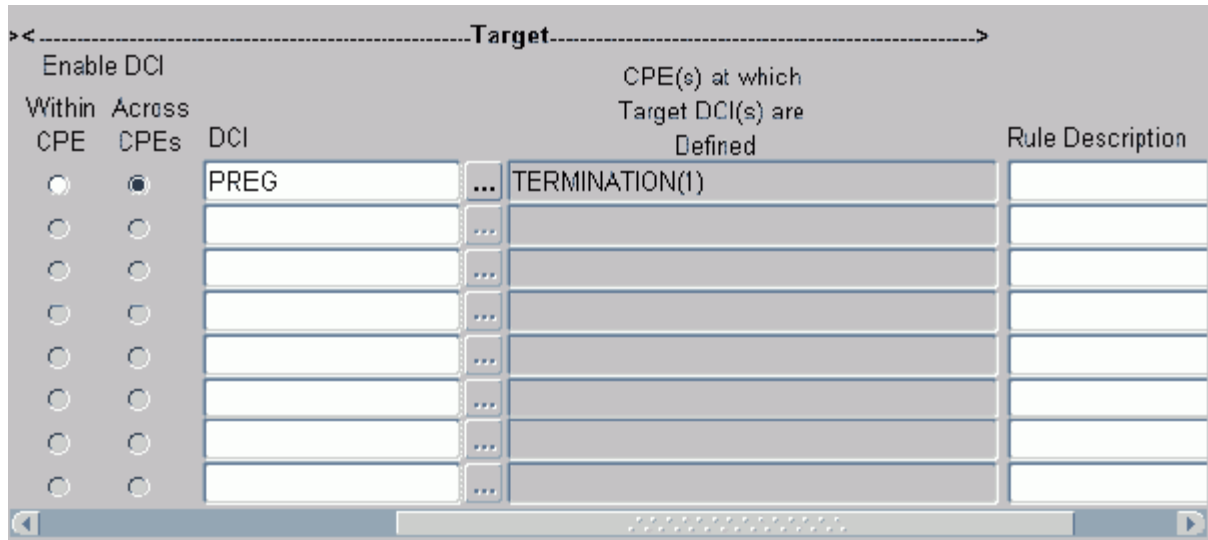 ><----------Target---------->
Enable DCI
CPE(s) at which
Within Across
Target DCI(s) are
CPE CPEs DCI
Defined
Rule Description
PREG ... TERMINATION(1)
...
...
...
...
...
...
...